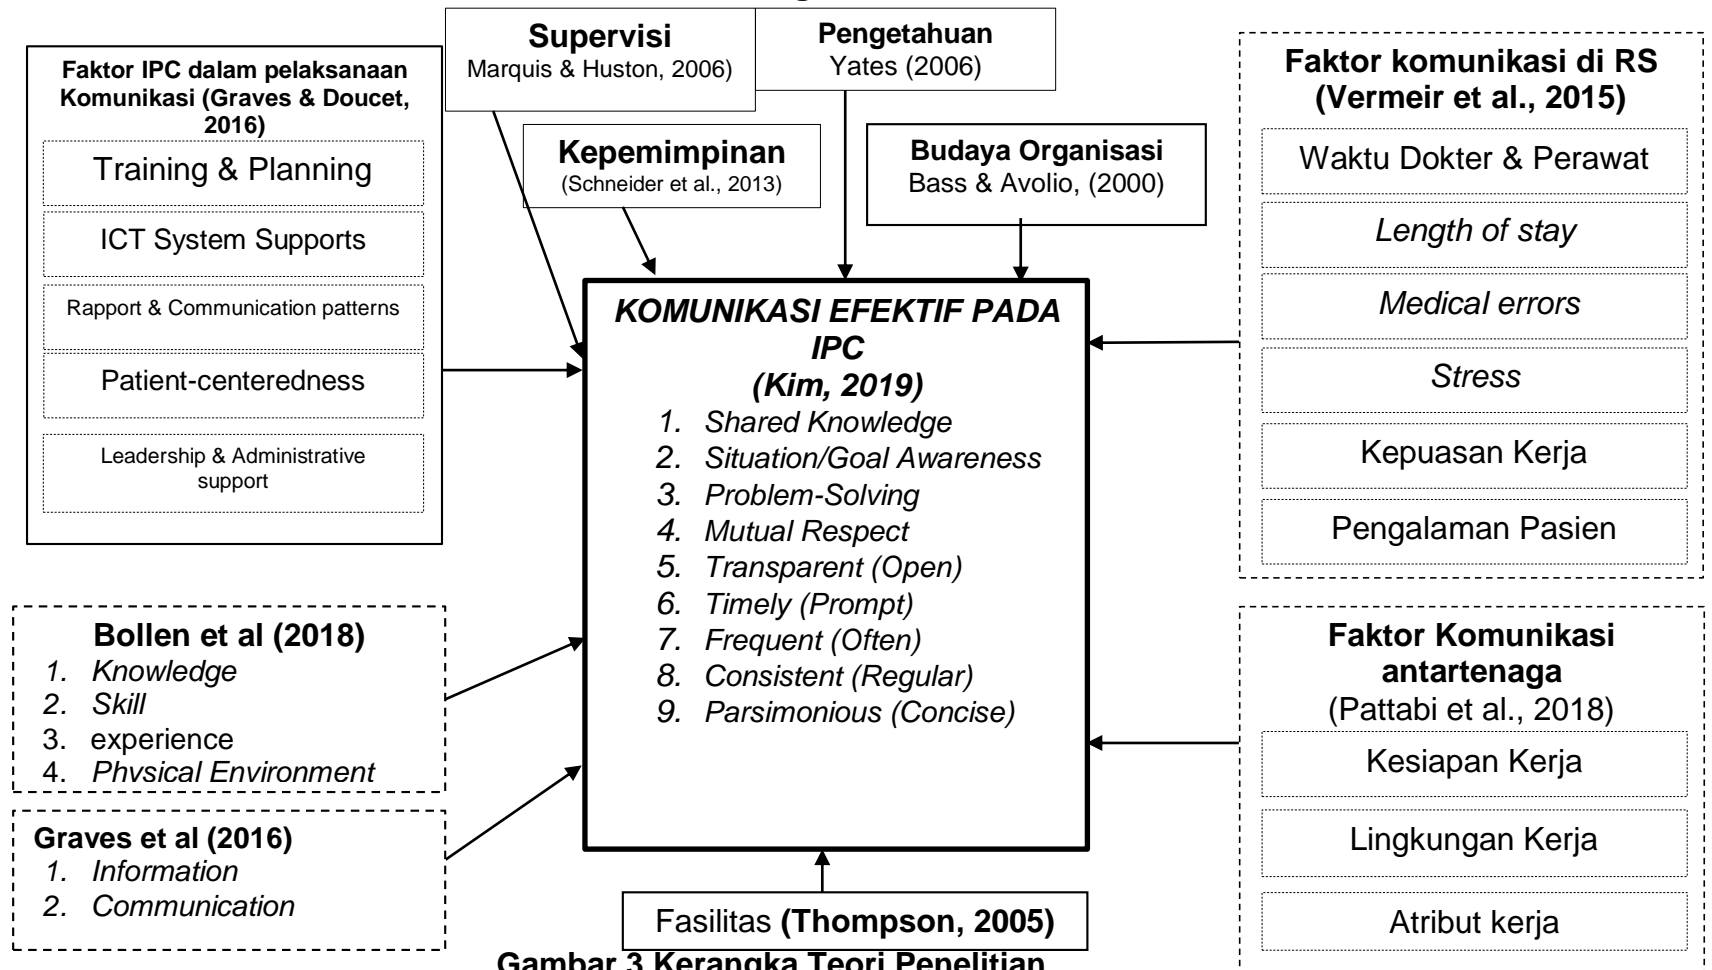 Supervisi
Marquis & Huston, 2006)
Pengetahuan
Yates (2006)
Faktor IPC dalam pelaksanaan
Komunikasi (Graves & Doucet,
2016)
Training & Planning
ICT System Supports
Rapport & Communication patterns
Patient-centeredness
Leadership & Administrative
support
Kepemimpinan
(Schneider et al., 2013)
Budaya Organisasi
Bass & Avolio, (2000)
Faktor komunikasi di RS
(Vermeir et al., 2015)
Waktu Dokter & Perawat
Length of stay
Medical errors
Stress
Kepuasan Kerja
Pengalaman Pasien
KOMUNIKASI EFEKTIF PADA
IPC
(Kim, 2019)
1. Shared Knowledge
2. Situation/Goal Awareness
3. Problem-Solving
4. Mutual Respect
5. Transparent (Open)
6. Timely (Prompt)
7. Frequent (Often)
8. Consistent (Regular)
9. Parsimonious (Concise)
Bollen et al (2018)
1. Knowledge
2. Skill
3. experience
4. Physical Environment
Graves et al (2016)
1. Information
2. Communication
Faktor Komunikasi
antartenaga
(Pattabi et al., 2018)
Kesiapan Kerja
Lingkungan Kerja
Atribut kerja
Fasilitas (Thompson, 2005)
Gambar 3 Kerangka Teori Penelitian